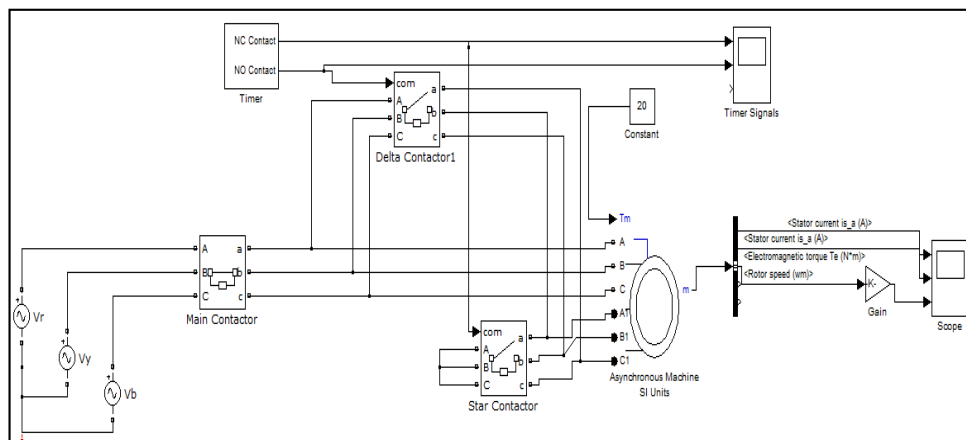 NC Contact
NO Contact
Timer
com
A
B
C
a
b
c
Delta Contactor1
20
Constant
Timer Signals
Tm
A
B
C
A1
B1
C1
m
Asynchronous Machine
SI Units
<Stator current is_a (A)>
<Stator current is_a (A)>
<Electromagnetic torque Te (N*m)>
<Rotor speed (wm)>
-K-
Gain
Scope
A
B
C
a
b
c
Main Contactor
com
A
B
C
a
b
c
Star Contactor
+
Vr
+
Vy
+
Vb